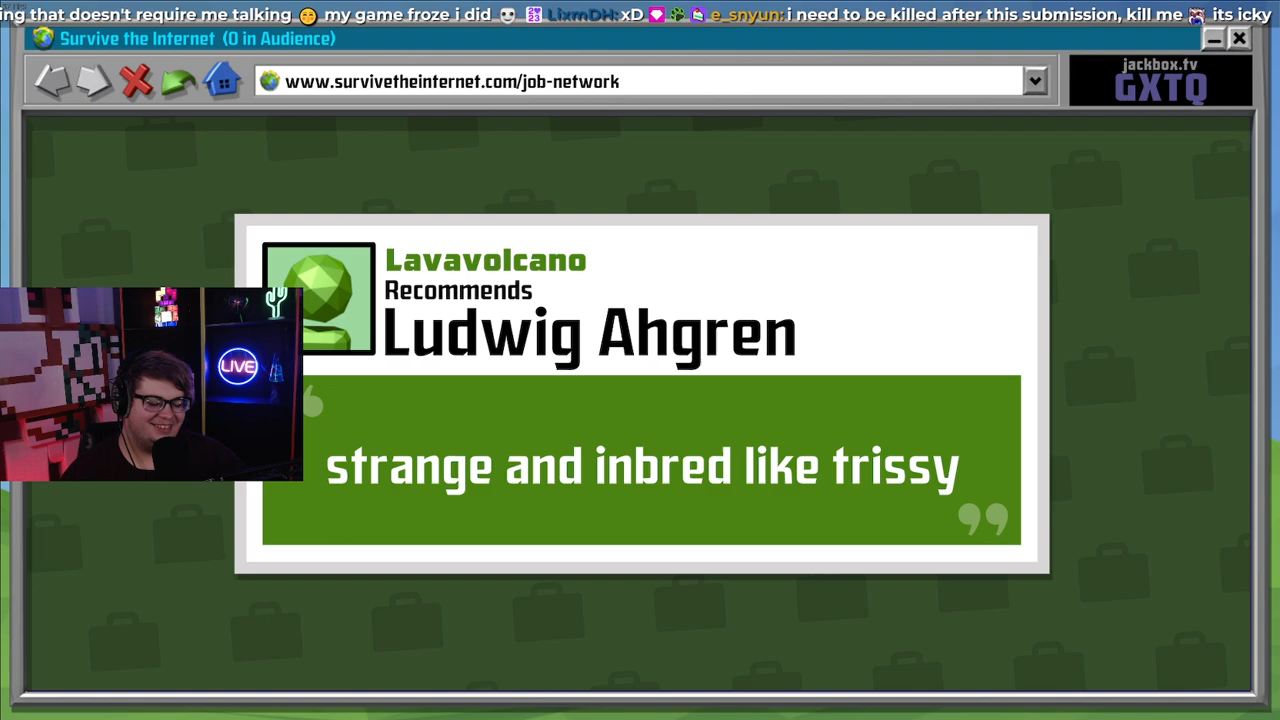 ing that doesn't require me talking my game froze i did LixmDH: xD e_snyun: i need to be killed after this submission, kill me its icky
Survive the Internet (0 in Audience)
www.survivetheinternet.com/job-network
jackbox.tv
GXTQ
Lavavolcano
Recommends
Ludwig Ahgren
LIVE
strange and inbred like trissy